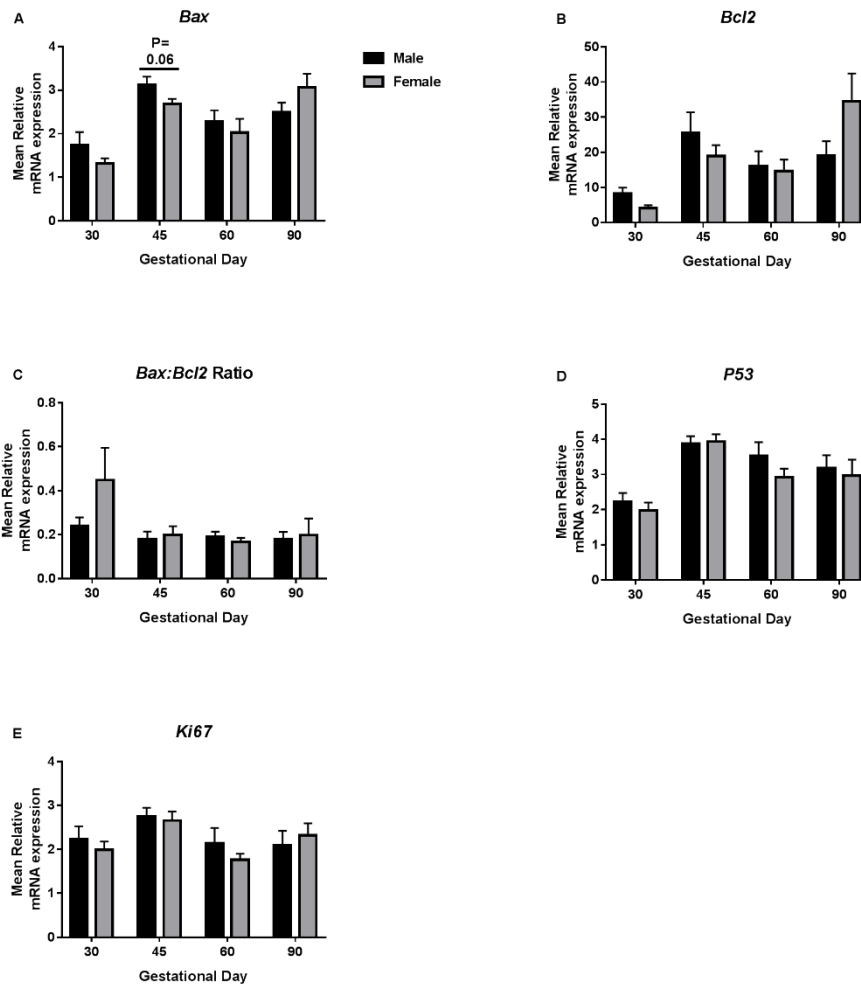 A
Bax
P=
0.06
Mean Relative
mRNA expression
4
3
2
1
0
30 45 60 90
Gestational Day
Male
Female
B
Bcl2
Mean Relative
mRNA expression
50
40
30
20
10
0
30 45 60 90
Gestational Day
C
Bax:Bcl2 Ratio
Mean Relative
mRNA expression
0.8
0.6
0.4
0.2
0.0
30 45 60 90
Gestational Day
D
P53
Mean Relative
mRNA expression
5
4
3
2
1
0
30 45 60 90
Gestational Day
E
Ki67
Mean Relative
mRNA expression
4
3
2
1
0
30 45 60 90
Gestational Day